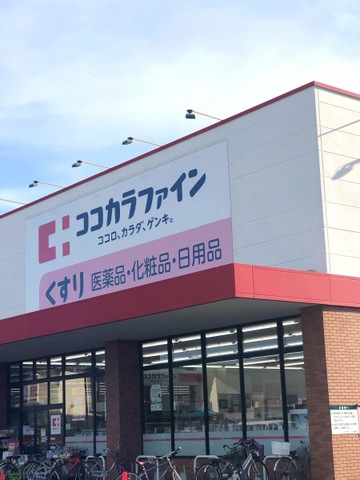 ココカラファイン
ココロ、カラダ、ゲンキ。
くすり 医薬品・化粧品・日用品